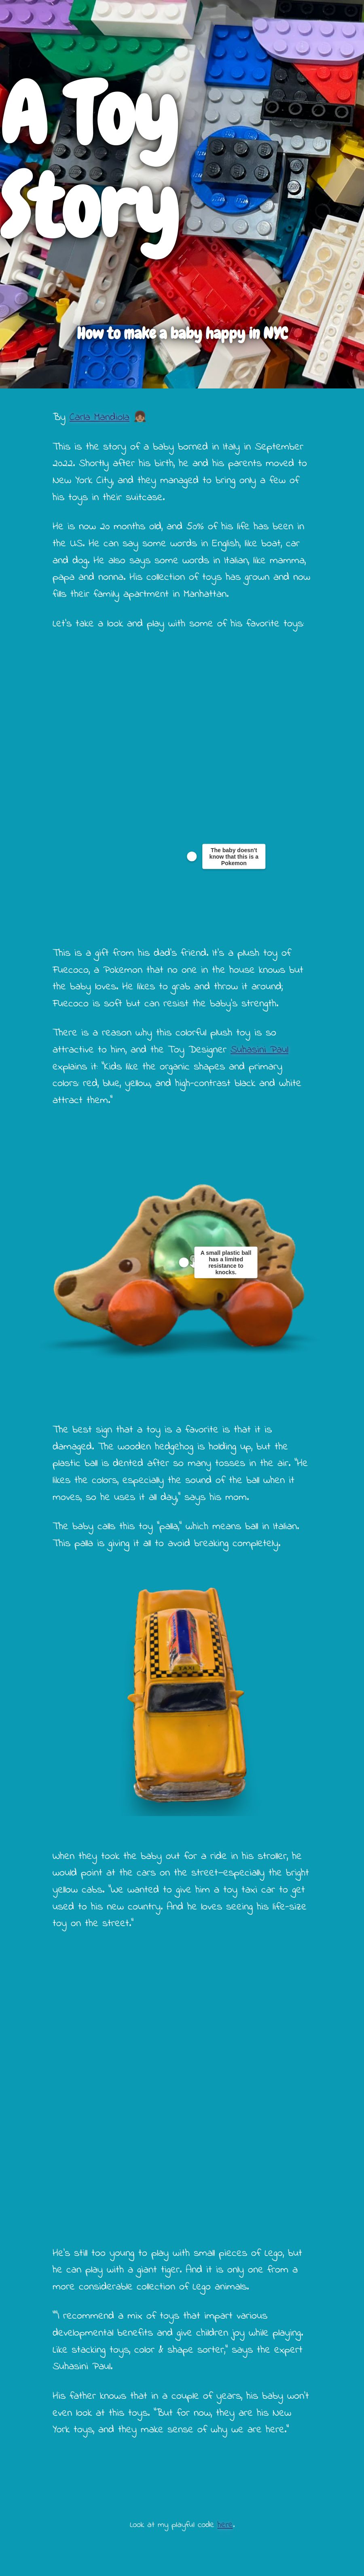 A Toy
Story
How to make a baby happy in NYC
By Carla Mandiola 👧🏽
This is the story of a baby borned in Italy in September
2022. Shortly after his birth, he and his parents moved to
New York City, and they managed to bring only a few of
his toys in their suitcase.
He is now 20 months old, and 50% of his life has been in
the U.S. He can say some words in English, like boat, car
and dog. He also says some words in Italian, like mamma,
papa and nonna. His collection of toys has grown and now
fills their family apartment in Manhattan.
Let's take a look and play with some of his favorite toys:
The baby doesn't
know that this is a
Pokemon
This is a gift from his dad's friend. It's a plush toy of
Fuecoco, a Pokemon that no one in the house knows but
the baby loves. He likes to grab and throw it around;
Fuecoco is soft but can resist the baby's strength.
There is a reason why this colorful plush toy is so
attractive to him, and the Toy Designer Suhasini Paul
explains it "Kids like the organic shapes and primary
colors: red, blue, yellow, and high-contrast black and white
attract them."
A small plastic ball
has a limited
resistance to
knocks.
The best sign that a toy is a favorite is that it is
damaged. The wooden hedgehog is holding up, but the
plastic ball is dented after so many tosses in the air. "He
likes the colors, especially the sound of the ball when it
moves, so he uses it all day," says his mom.
The baby calls this toy "palla," which means ball in Italian.
This palla is giving it all to avoid breaking completely.
TAXI
When they took the baby out for a ride in his stroller, he
would point at the cars on the street—especially the bright
yellow cabs. "We wanted to give him a toy taxi car to get
used to his new country. And he loves seeing his life-size
toy on the street."
He's still too young to play with small pieces of Lego, but
he can play with a giant tiger. And it is only one from a
more considerable collection of Lego animals.
"I recommend a mix of toys that impart various
developmental benefits and give children joy while playing.
Like stacking toys, color & shape sorter," says the expert
Suhasini Paul.
His father knows that in a couple of years, his baby won't
even look at this toys. "But for now, they are his New
York toys, and they make sense of why we are here."
Look at my playful code here.